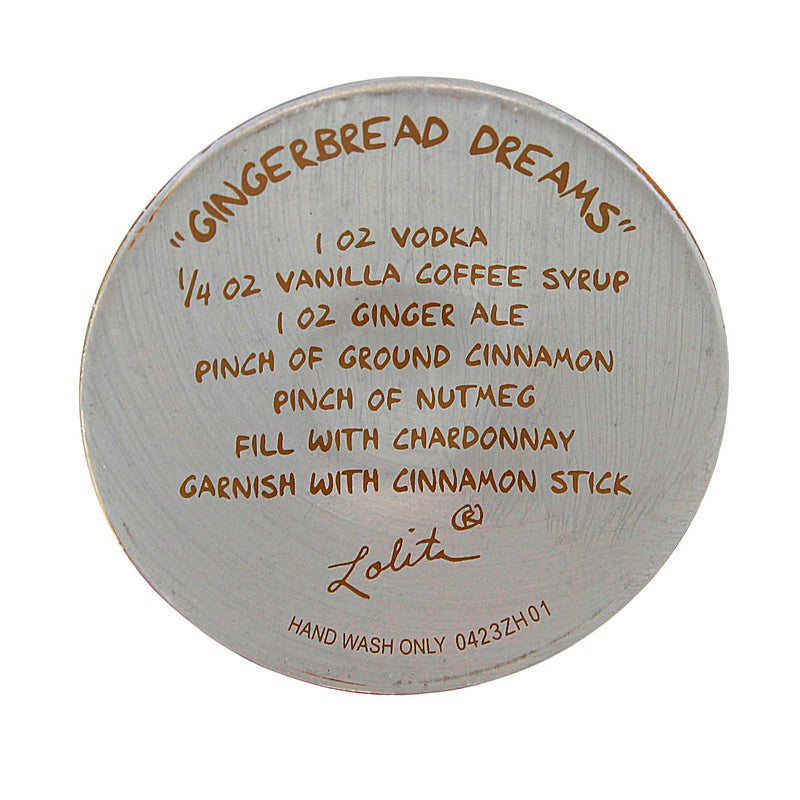 "GINGERBREAD DREAMS"
1 OZ VODKA
1/4 OZ VANILLA COFFEE SYRUP
1 OZ GINGER ALE
PINCH OF GROUND CINNAMON
PINCH OF NUTMEG
FILL WITH CHARDONNAY
GARNISH WITH CINNAMON STICK
Lolita®
HAND WASH ONLY 0423ZH01